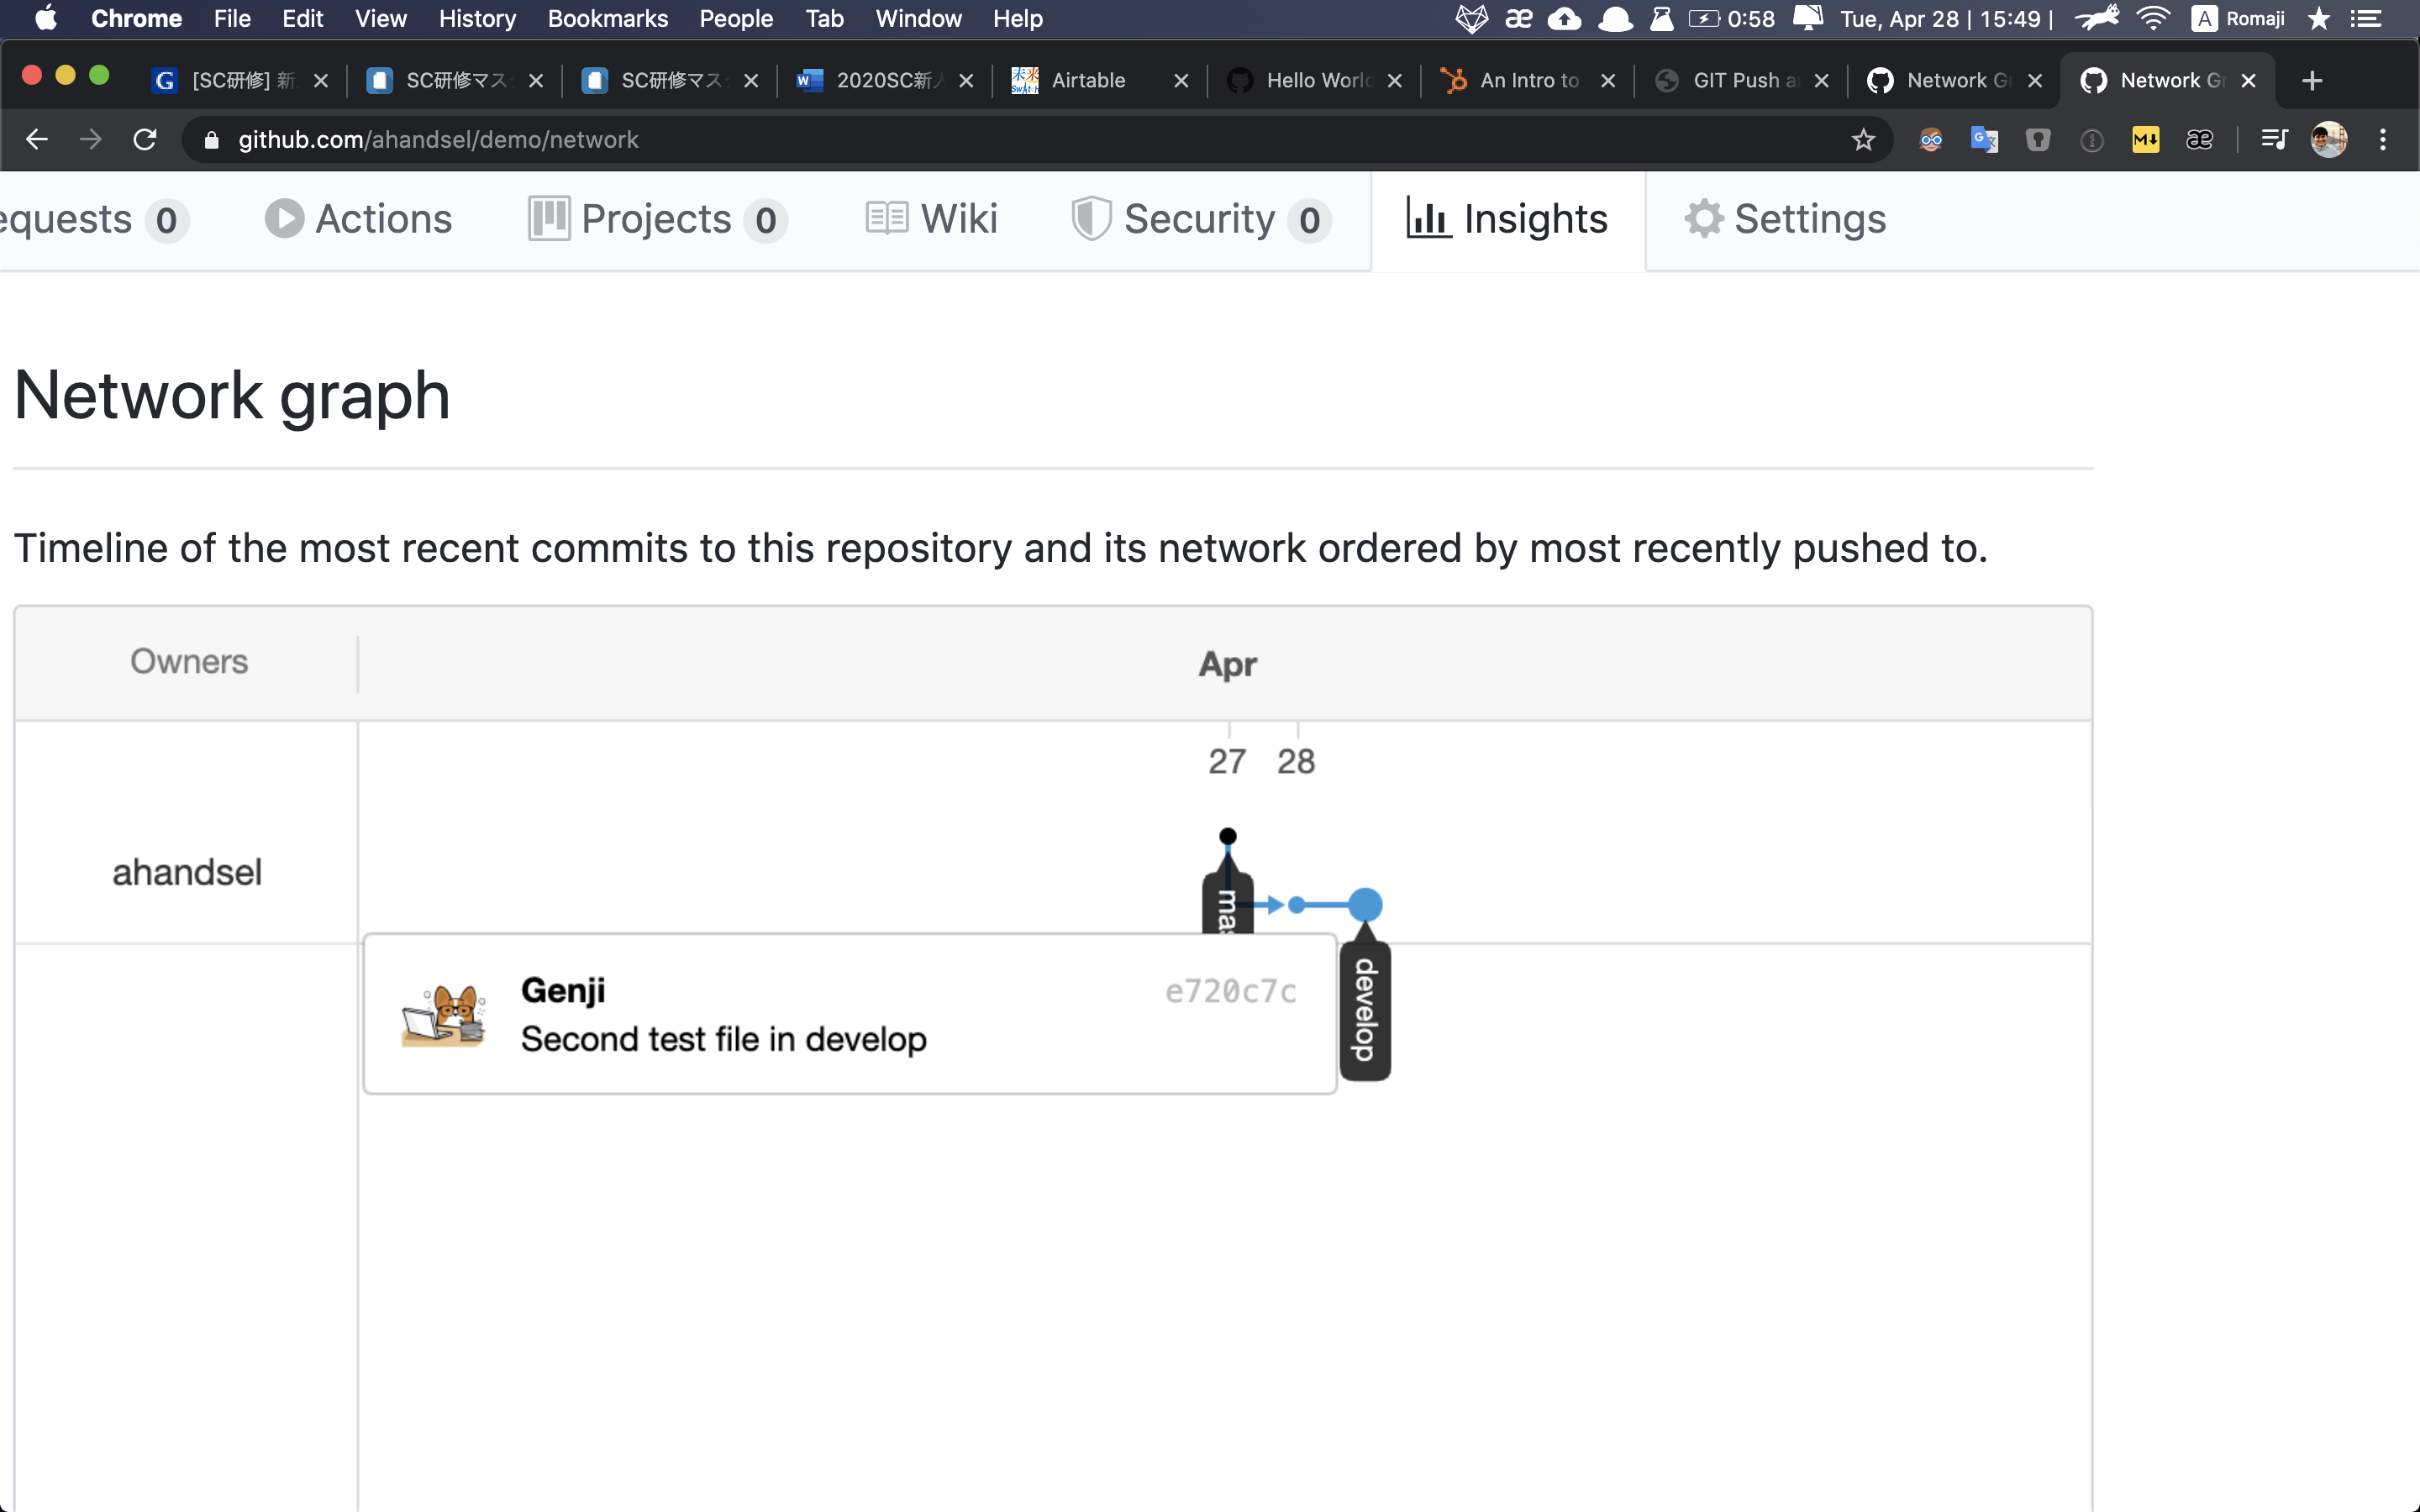 Chrome File Edit View History Bookmarks People Tab Window Help æ 0:58 Tue, Apr 28 | 15:49 | A Romaji
G [SC研修] 新 SC研修マス SC研修マス W 2020SC新 未来 Switch Airtable Hello World An Intro to GIT Push a Network Gr Network Gr
github.com/ahandsel/demo/network M æ
equests 0 Actions Projects 0 Wiki Security 0 Insights Settings
Network graph
Timeline of the most recent commits to this repository and its network ordered by most recently pushed to.
Owners Apr
27 28
ahandsel
mas
develop
Genji e720c7c
Second test file in develop